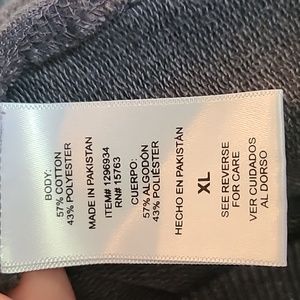 BODY:
57% COTTON
43% POLYESTER
MADE IN PAKISTAN
ITEM# 1296934
RN# 15763
CUERPO:
57% ALGODÓN
43% POLIÉSTER
HECHO EN PAKISTÁN
XL
SEE REVERSE
FOR CARE
VER CUIDADOS
AL DORSO